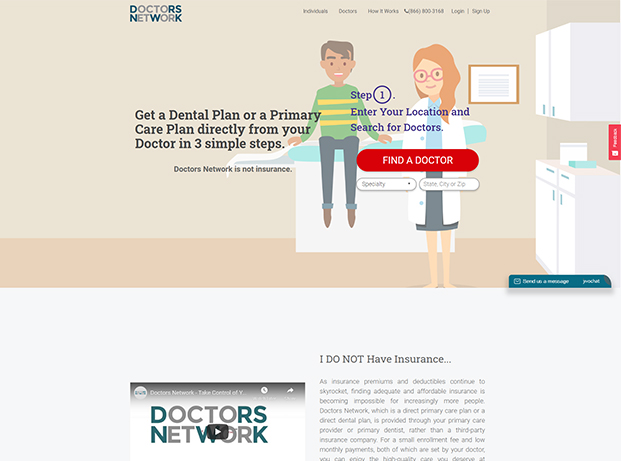 DOCTORS
NETWORK
Individuals Doctors How It Works (866) 800-3168 Login | Sign Up
Get a Dental Plan or a Primary
Care Plan directly from your
Doctor in 3 simple steps.
Doctors Network is not insurance.
Step 1 .
Enter Your Location and
Search for Doctors.
FIND A DOCTOR
Specialty State, City or Zip
Feedback
Send us a message jivochat
I DO NOT Have Insurance...
As insurance premiums and deductibles continue to
skyrocket, finding adequate and affordable insurance is
becoming impossible for increasingly more people.
Doctors Network, which is a direct primary care plan or a
direct dental plan, is provided through your primary care
provider or primary dentist, rather than a third-party
insurance company. For a small enrollment fee and low
monthly payments, both of which are set by your doctor,
you can enjoy the high-quality care you deserve at
Doctors Network - Take Control of Y...
DOCTORS
NETWORK